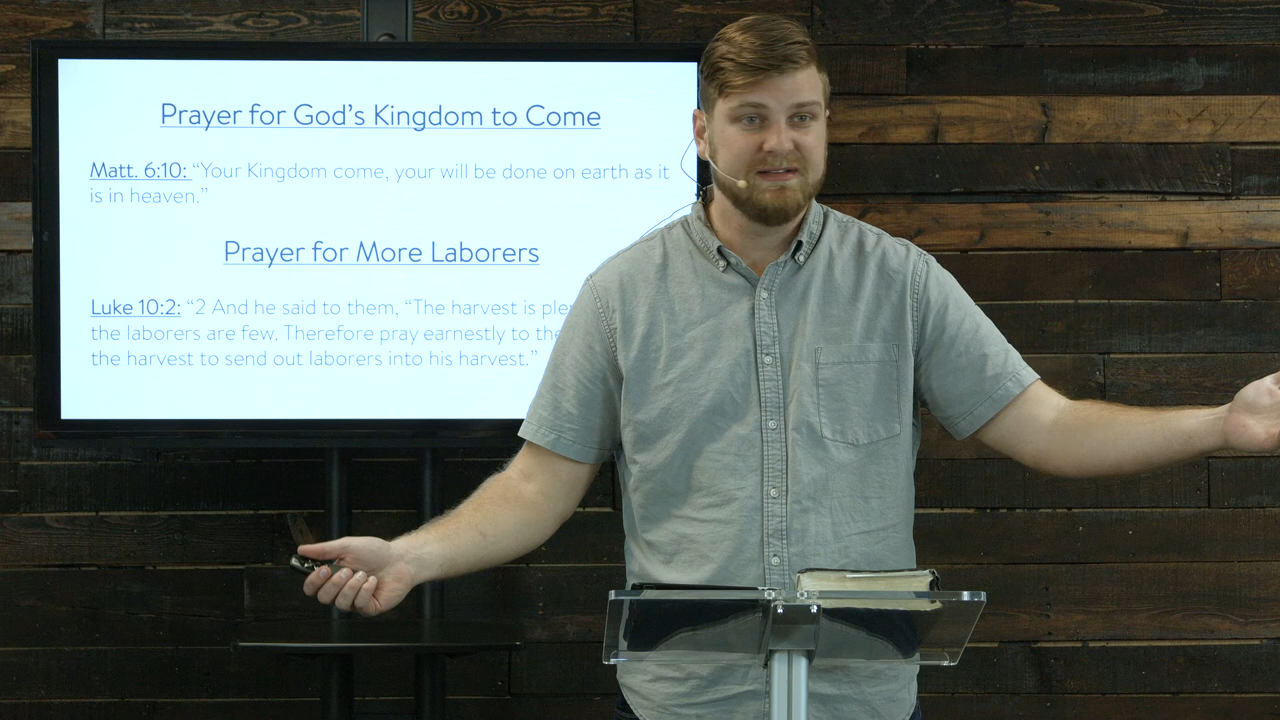 Prayer for God's Kingdom to Come
Matt. 6:10: “Your Kingdom come, your will be done on earth as it
is in heaven.”
Prayer for More Laborers
Luke 10:2: “2 And he said to them, “The harvest is
the laborers are few. Therefore pray earnestly to the
the harvest to send out laborers into his harvest.”